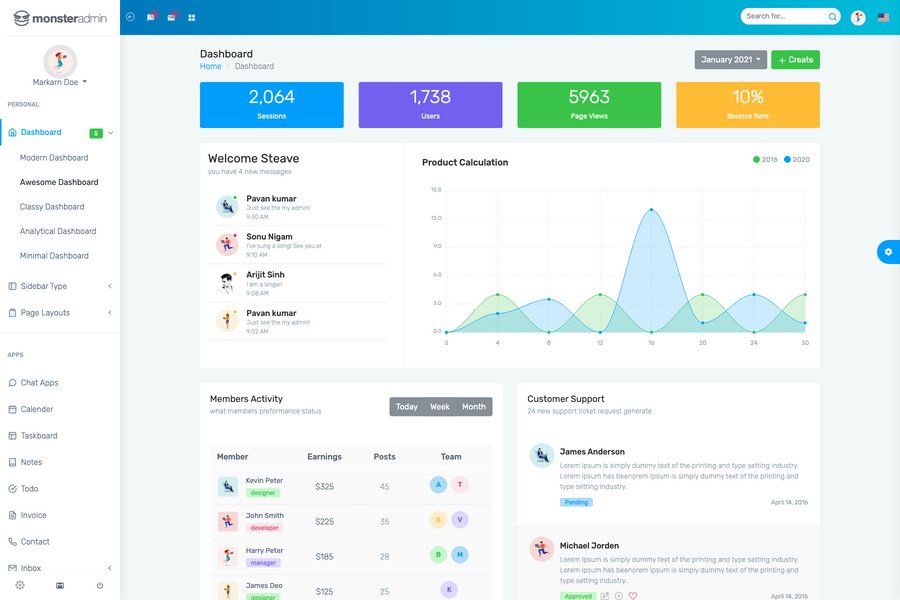 monsteradmin
Search for...
Markarn Doe
PERSONAL
Dashboard 5
Modern Dashboard
Awesome Dashboard
Classy Dashboard
Analytical Dashboard
Minimal Dashboard
Sidebar Type
Page Layouts
APPS
Chat Apps
Calender
Taskboard
Notes
Todo
Invoice
Contact
Inbox
Dashboard
Home > Dashboard
January 2021
+ Create
2,064
Sessions
1,738
Users
5963
Page Views
10%
Bounce Rate
Welcome Steave
you have 4 new messages
Pavan kumar
Just see the my admin!
9:30 AM
Sonu Nigam
I've sung a song! See you at
9:10 AM
Arijit Sinh
I am a singer!
9:08 AM
Pavan kumar
Just see the my admin!
9:02 AM
Product Calculation
2016 2020
15.0
12.0
9.0
6.0
3.0
0.0
0 4 8 12 16 20 24 30
Members Activity
what members preformance status
Today Week Month
Member Earnings Posts Team
Kevin Peter
designer
$325 45 A T
John Smith
developer
$225 35 S V
Harry Peter
manager
$185 28 B M
James Deo
designer
$125 25 K
Customer Support
24 new support ticket request generate
James Anderson
Lorem Ipsum is simply dummy text of the printing and type setting industry.
Lorem Ipsum has beenorem Ipsum is simply dummy text of the printing and
type setting industry.
Pending April 14, 2016
Michael Jorden
Lorem Ipsum is simply dummy text of the printing and type setting industry.
Lorem Ipsum has beenorem Ipsum is simply dummy text of the printing and
type setting industry..
Approved April 14, 2016